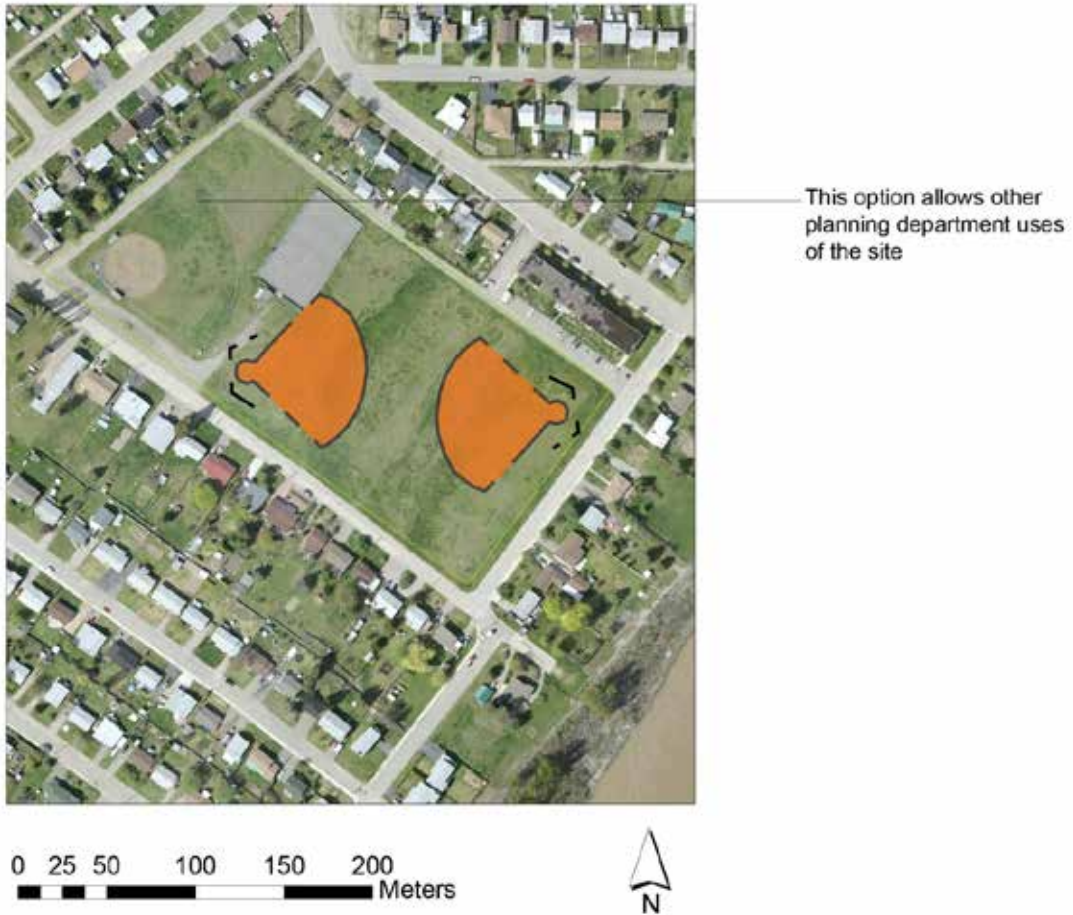 This option allows other
planning department uses
of the site
0 25 50 100 150 200
Meters
N